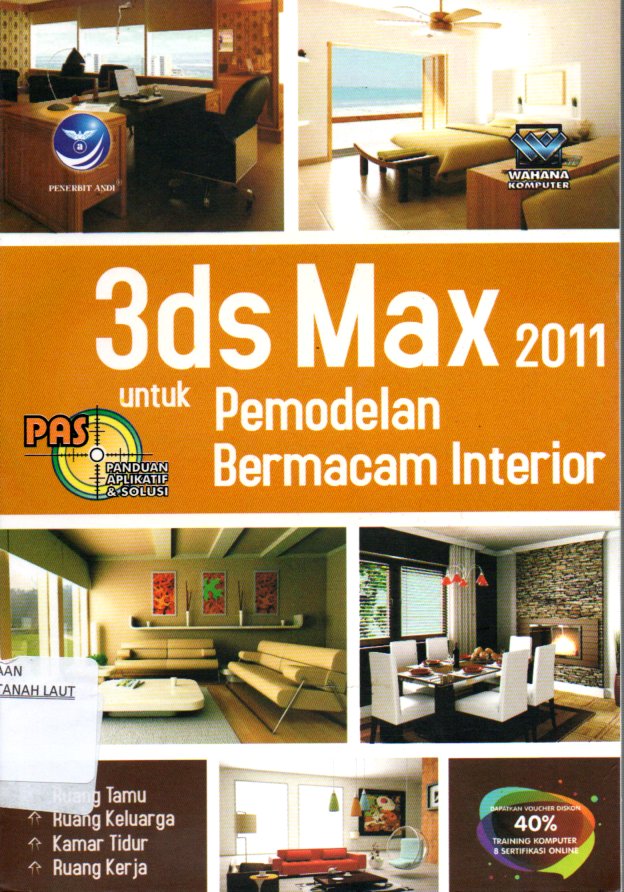 a
PENERBIT ANDI
WAHANA
KOMPUTER
3ds Max 2011
untuk Pemodelan
Bermacam Interior
PAS
PANDUAN
APLIKATIF
& SOLUSI
AAN
TANAH LAUT
Ruang Tamu
Ruang Keluarga
Kamar Tidur
Ruang Kerja
DAPATKAN VOUCHER DISKON
40%
TRAINING KOMPUTER
& SERTIFIKASI ONLINE